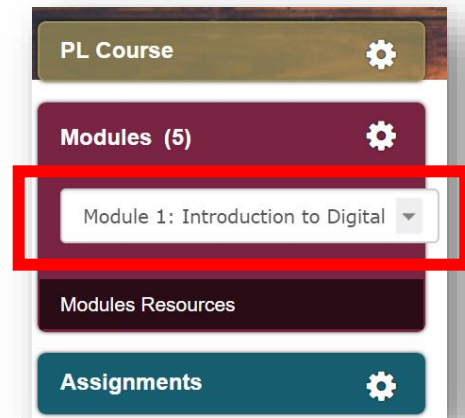 PL Course
Modules (5)
Module 1: Introduction to Digital
Modules Resources
Assignments